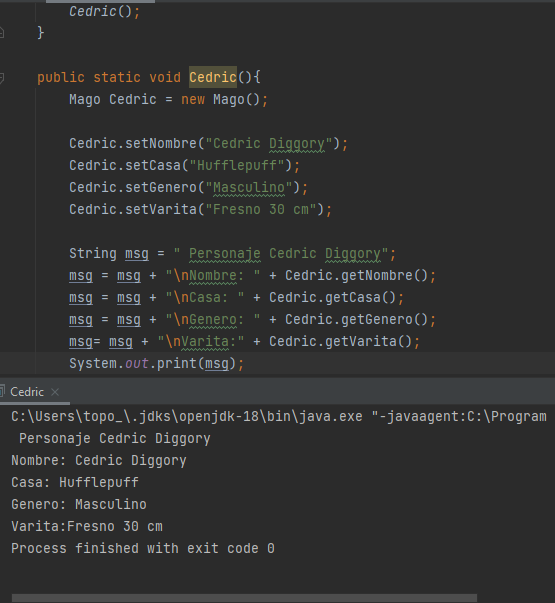 Cedric();
}
public static void Cedric(){
Mago Cedric = new Mago();
Cedric.setNombre("Cedric Diggory");
Cedric.setCasa("Hufflepuff");
Cedric.setGenero("Masculino");
Cedric.setVarita("Fresno 30 cm");
String msg = " Personaje Cedric Diggory";
msg = msg + "\nNombre: " + Cedric.getNombre();
msg = msg + "\nCasa: " + Cedric.getCasa();
msg = msg + "\nGenero: " + Cedric.getGenero();
msg= msg + "\nVarita:" + Cedric.getVarita();
System.out.print(msg);
Cedric ×
C:\Users\topo_\.jdks\openjdk-18\bin\java.exe "-javaagent:C:\Program
Personaje Cedric Diggory
Nombre: Cedric Diggory
Casa: Hufflepuff
Genero: Masculino
Varita:Fresno 30 cm
Process finished with exit code 0